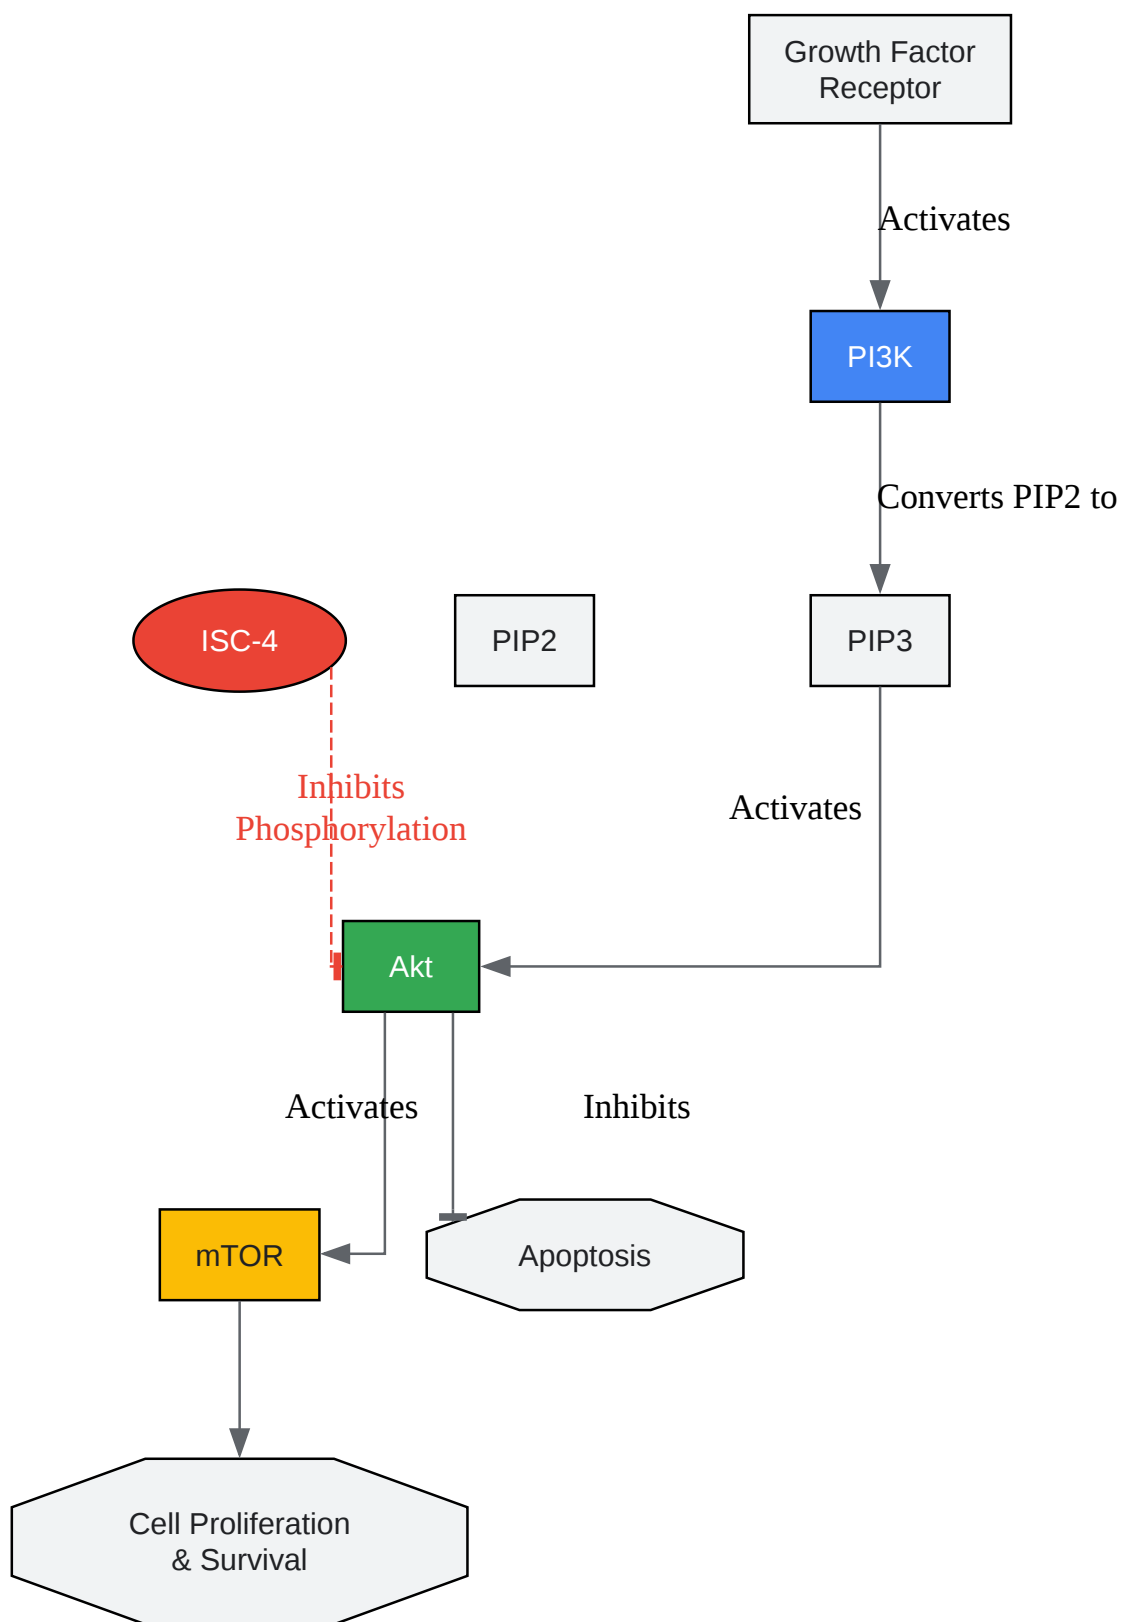 Growth Factor
Receptor
Activates
PI3K
Converts PIP2 to
ISC-4
PIP2
PIP3
Inhibits
Phosphorylation
Activates
Akt
Activates
Inhibits
mTOR
Apoptosis
Cell Proliferation
& Survival